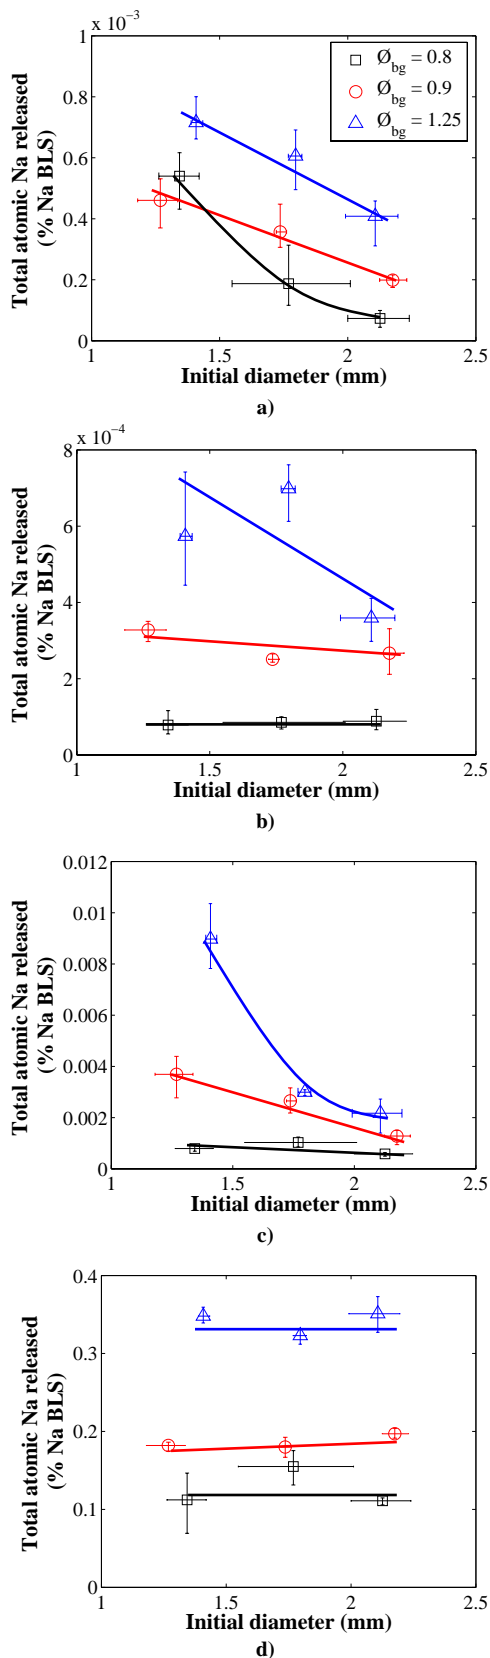 x 10⁻³
1
0.8
0.6
0.4
0.2
0
1 1.5 2 2.5
Total atomic Na released
(% Na BLS)
Initial diameter (mm)
Ø_bg = 0.8
Ø_bg = 0.9
Ø_bg = 1.25
a)
x 10⁻⁴
8
6
4
2
0
1 1.5 2 2.5
Total atomic Na released
(% Na BLS)
Initial diameter (mm)
b)
0.012
0.01
0.008
0.006
0.004
0.002
0
1 1.5 2 2.5
Total atomic Na released
(% Na BLS)
Initial diameter (mm)
c)
0.4
0.3
0.2
0.1
0
1 1.5 2 2.5
Total atomic Na released
(% Na BLS)
Initial diameter (mm)
d)